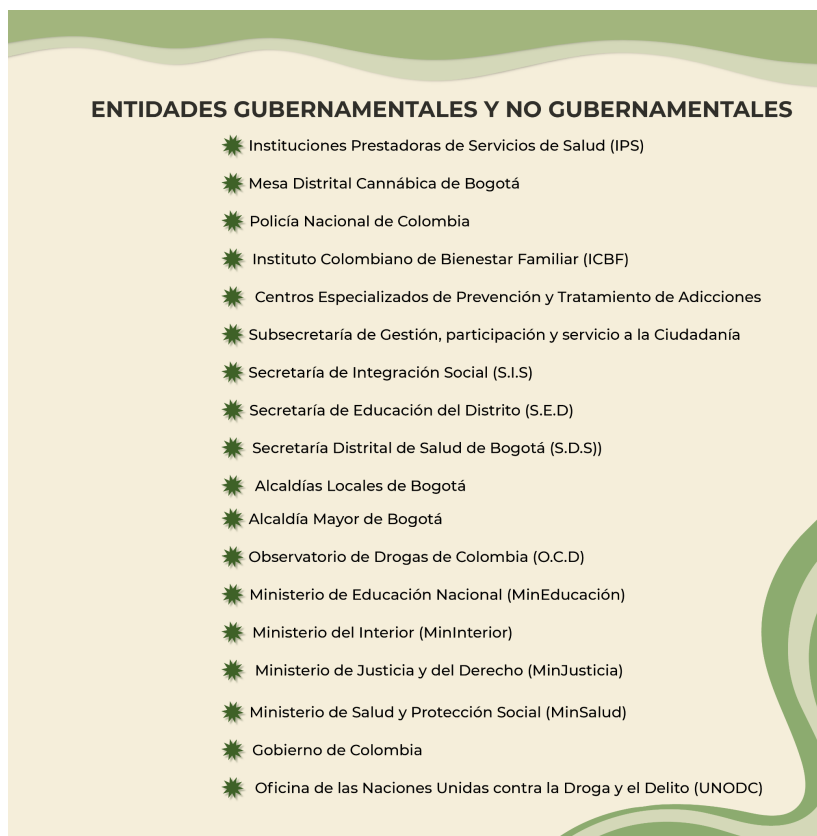 ENTIDADES GUBERNAMENTALES Y NO GUBERNAMENTALES
Instituciones Prestadoras de Servicios de Salud (IPS)
Mesa Distrital Cannábica de Bogotá
Policía Nacional de Colombia
Instituto Colombiano de Bienestar Familiar (ICBF)
Centros Especializados de Prevención y Tratamiento de Adicciones
Subsecretaría de Gestión, participación y servicio a la Ciudadanía
Secretaría de Integración Social (S.I.S)
Secretaría de Educación del Distrito (S.E.D)
Secretaría Distrital de Salud de Bogotá (S.D.S))
Alcaldías Locales de Bogotá
Alcaldía Mayor de Bogotá
Observatorio de Drogas de Colombia (O.C.D)
Ministerio de Educación Nacional (MinEducación)
Ministerio del Interior (MinInterior)
Ministerio de Justicia y del Derecho (MinJusticia)
Ministerio de Salud y Protección Social (MinSalud)
Gobierno de Colombia
Oficina de las Naciones Unidas contra la Droga y el Delito (UNODC)